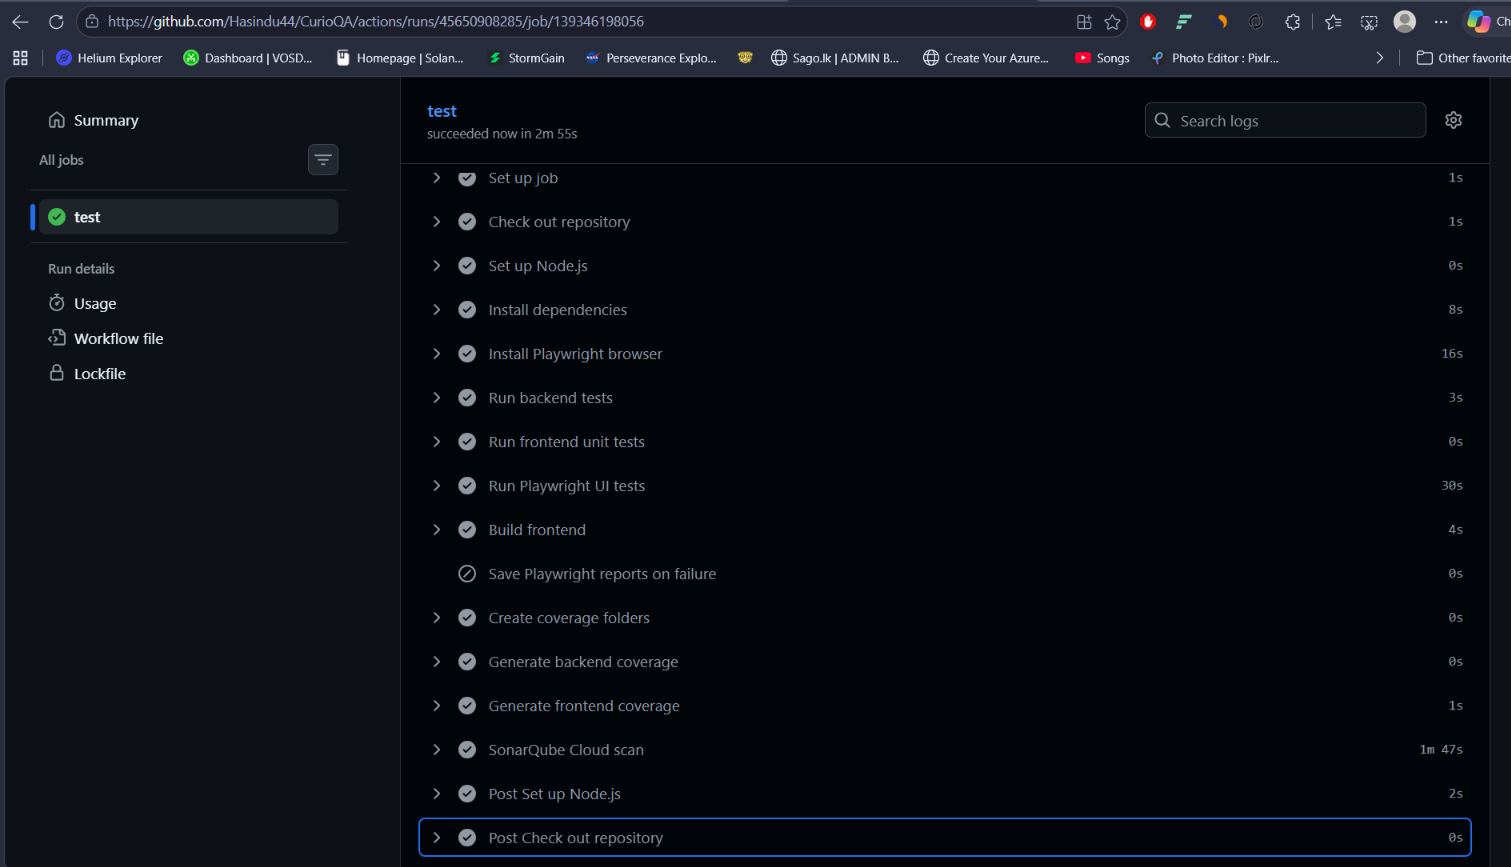 https://github.com/Hasindu44/CurioQA/actions/runs/45650908285/job/139346198056
Helium Explorer
Dashboard | VOSD...
Homepage | Solan...
StormGain
Perseverance Explo...
Sago.lk | ADMIN B...
Create Your Azure...
Songs
Photo Editor : Pixlr...
Other favorite
Summary
All jobs
test
Run details
Usage
Workflow file
Lockfile
test
succeeded now in 2m 55s
Search logs
Set up job 1s
Check out repository 1s
Set up Node.js 0s
Install dependencies 8s
Install Playwright browser 16s
Run backend tests 3s
Run frontend unit tests 0s
Run Playwright UI tests 30s
Build frontend 4s
Save Playwright reports on failure 0s
Create coverage folders 0s
Generate backend coverage 0s
Generate frontend coverage 1s
SonarQube Cloud scan 1m 47s
Post Set up Node.js 2s
Post Check out repository 0s